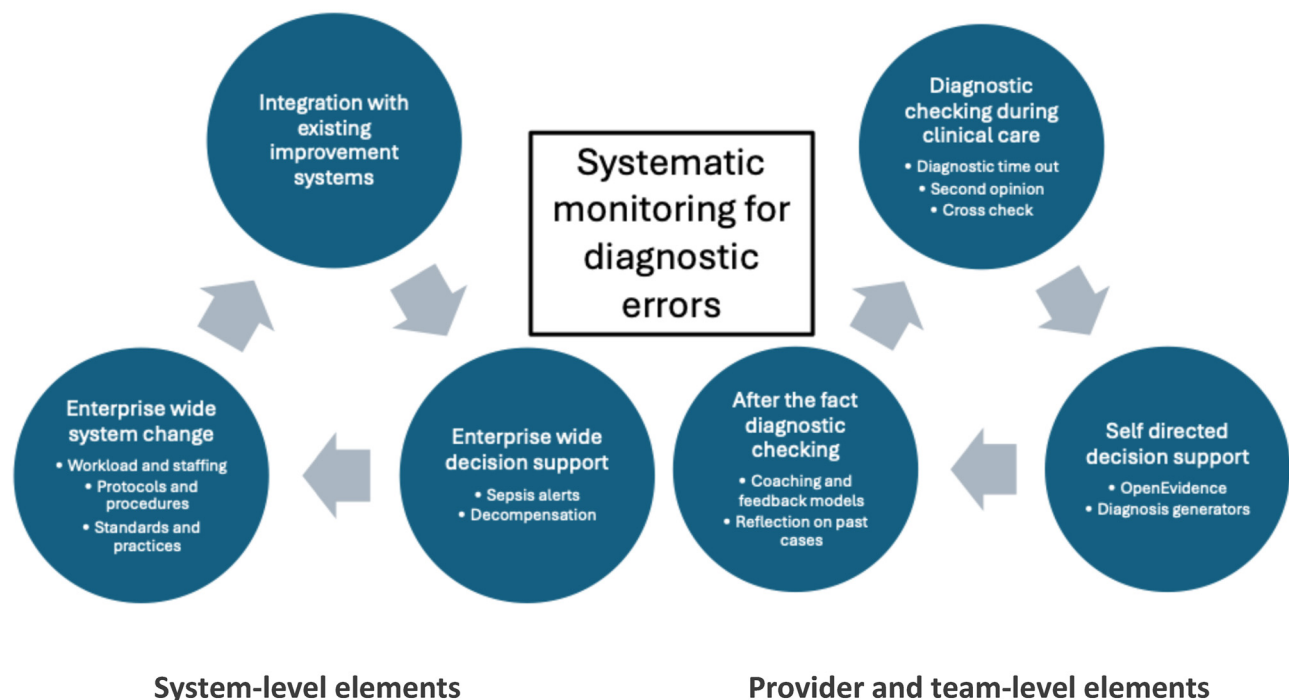 Integration with
existing
improvement
systems
Systematic
monitoring for
diagnostic
errors
Diagnostic
checking during
clinical care
• Diagnostic time out
• Second opinion
• Cross check
Enterprise wide
system change
• Workload and staffing
• Protocols and
procedures
• Standards and
practices
Enterprise wide
decision support
• Sepsis alerts
• Decompensation
After the fact
diagnostic
checking
• Coaching and
feedback models
• Reflection on past
cases
Self directed
decision support
• OpenEvidence
• Diagnosis generators
System-level elements
Provider and team-level elements